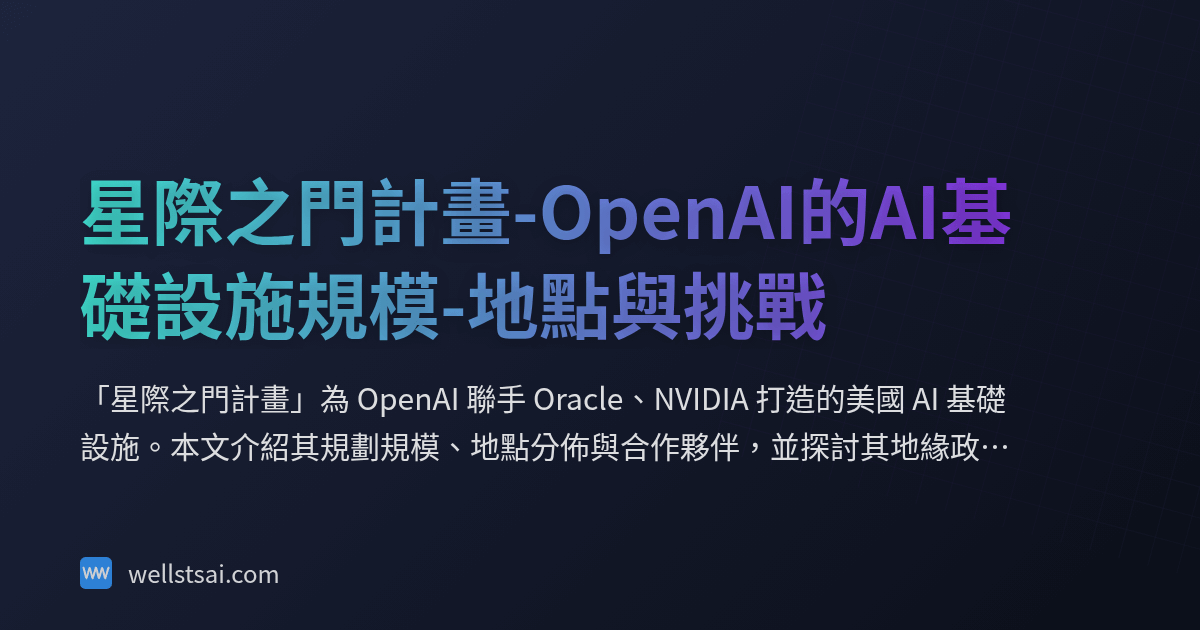 星際之門計畫-OpenAI的AI基
礎設施規模-地點與挑戰
「星際之門計畫」為 OpenAI 聯手 Oracle、NVIDIA 打造的美國 AI 基礎
設施。本文介紹其規劃規模、地點分佈與合作夥伴，並探討其地緣政…
wellstsai.com